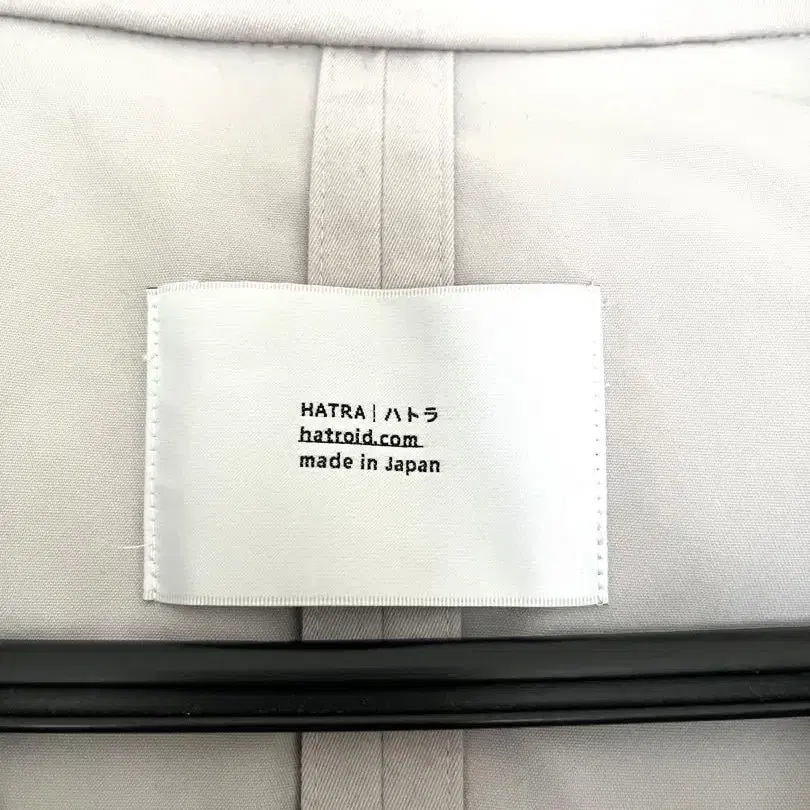 HATRA | ハトラ
hatroid.com
made in Japan